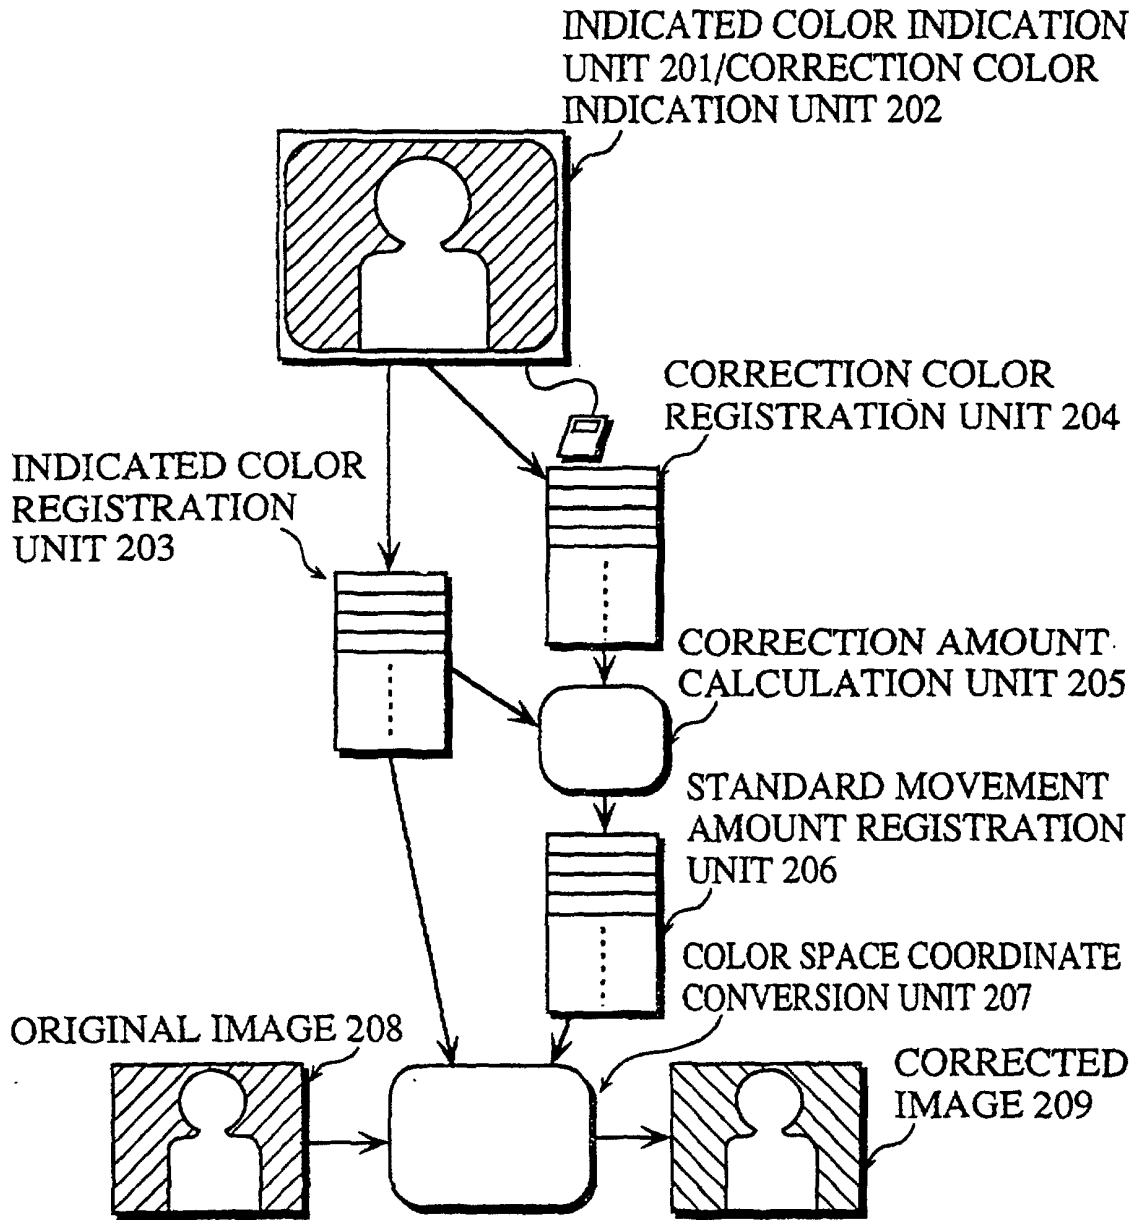 INDICATED COLOR INDICATION
UNIT 201/CORRECTION COLOR
INDICATION UNIT 202
CORRECTION COLOR
REGISTRATION UNIT 204
INDICATED COLOR
REGISTRATION
UNIT 203
CORRECTION AMOUNT
CALCULATION UNIT 205
STANDARD MOVEMENT
AMOUNT REGISTRATION
UNIT 206
COLOR SPACE COORDINATE
CONVERSION UNIT 207
ORIGINAL IMAGE 208
CORRECTED
IMAGE 209